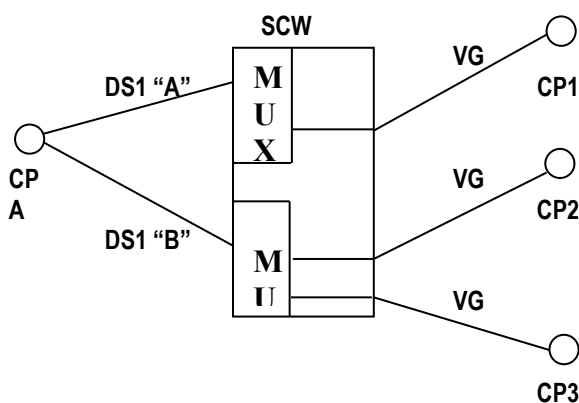 SCW
VG
DS1 “A”
M
U
X
CP1
CP
A
VG
CP2
DS1 “B”
M
U
VG
CP3